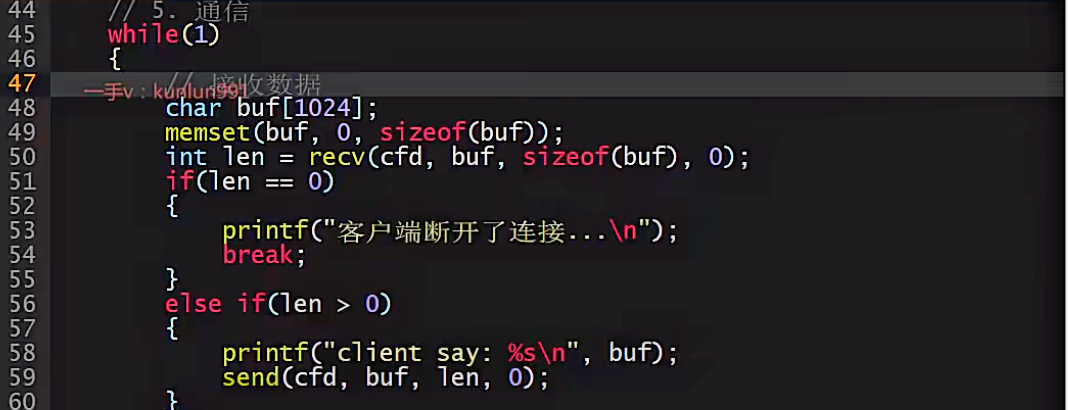 44 // 5. 通信
45 while(1)
46 {
47 // 接收数据
一手v：kunlun991
48 char buf[1024];
49 memset(buf, 0, sizeof(buf));
50 int len = recv(cfd, buf, sizeof(buf), 0);
51 if(len == 0)
52 {
53 printf("客户端断开了连接...\n");
54 break;
55 }
56 else if(len > 0)
57 {
58 printf("client say: %s\n", buf);
59 send(cfd, buf, len, 0);
60 }